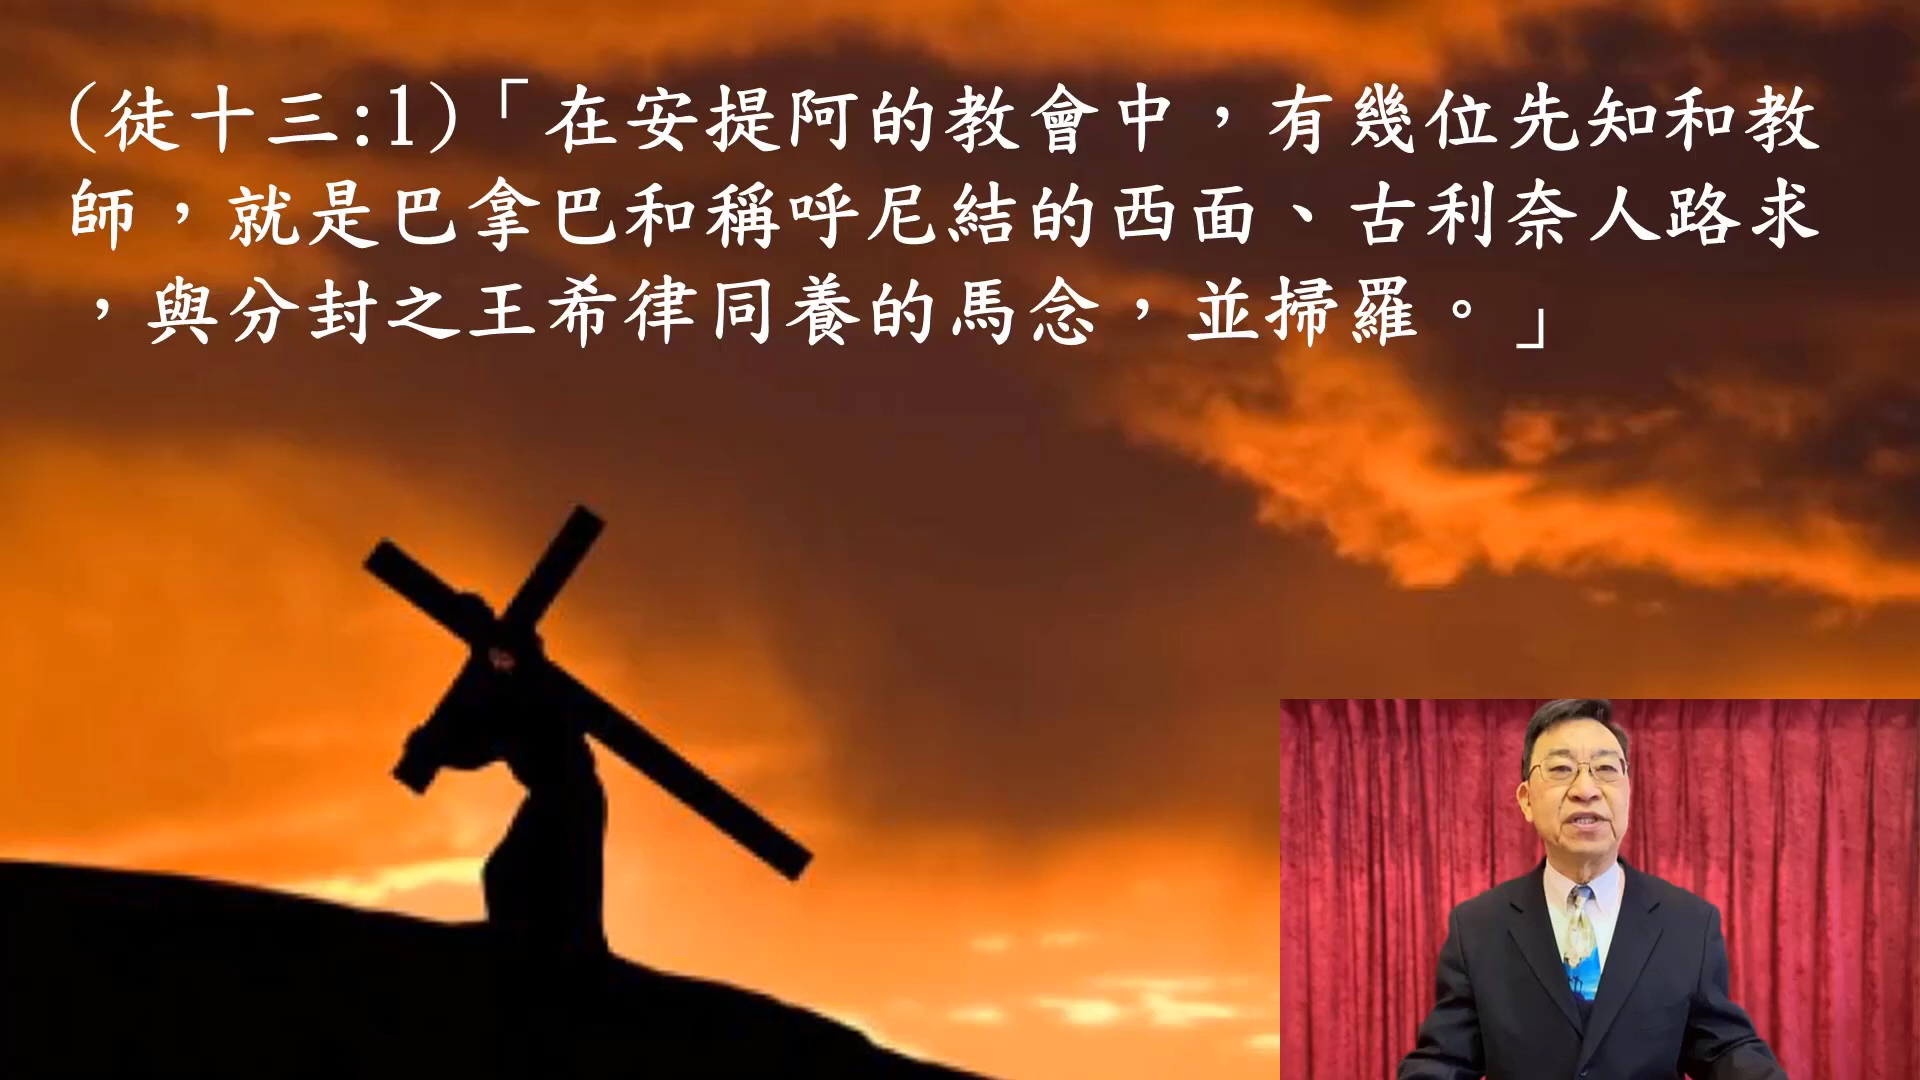 (徒十三:1)「在安提阿的教會中,有幾位先知和教
師,就是巴拿巴和稱呼尼結的西面、古利奈人路求
,與分封之王希律同養的馬念,並掃羅。」